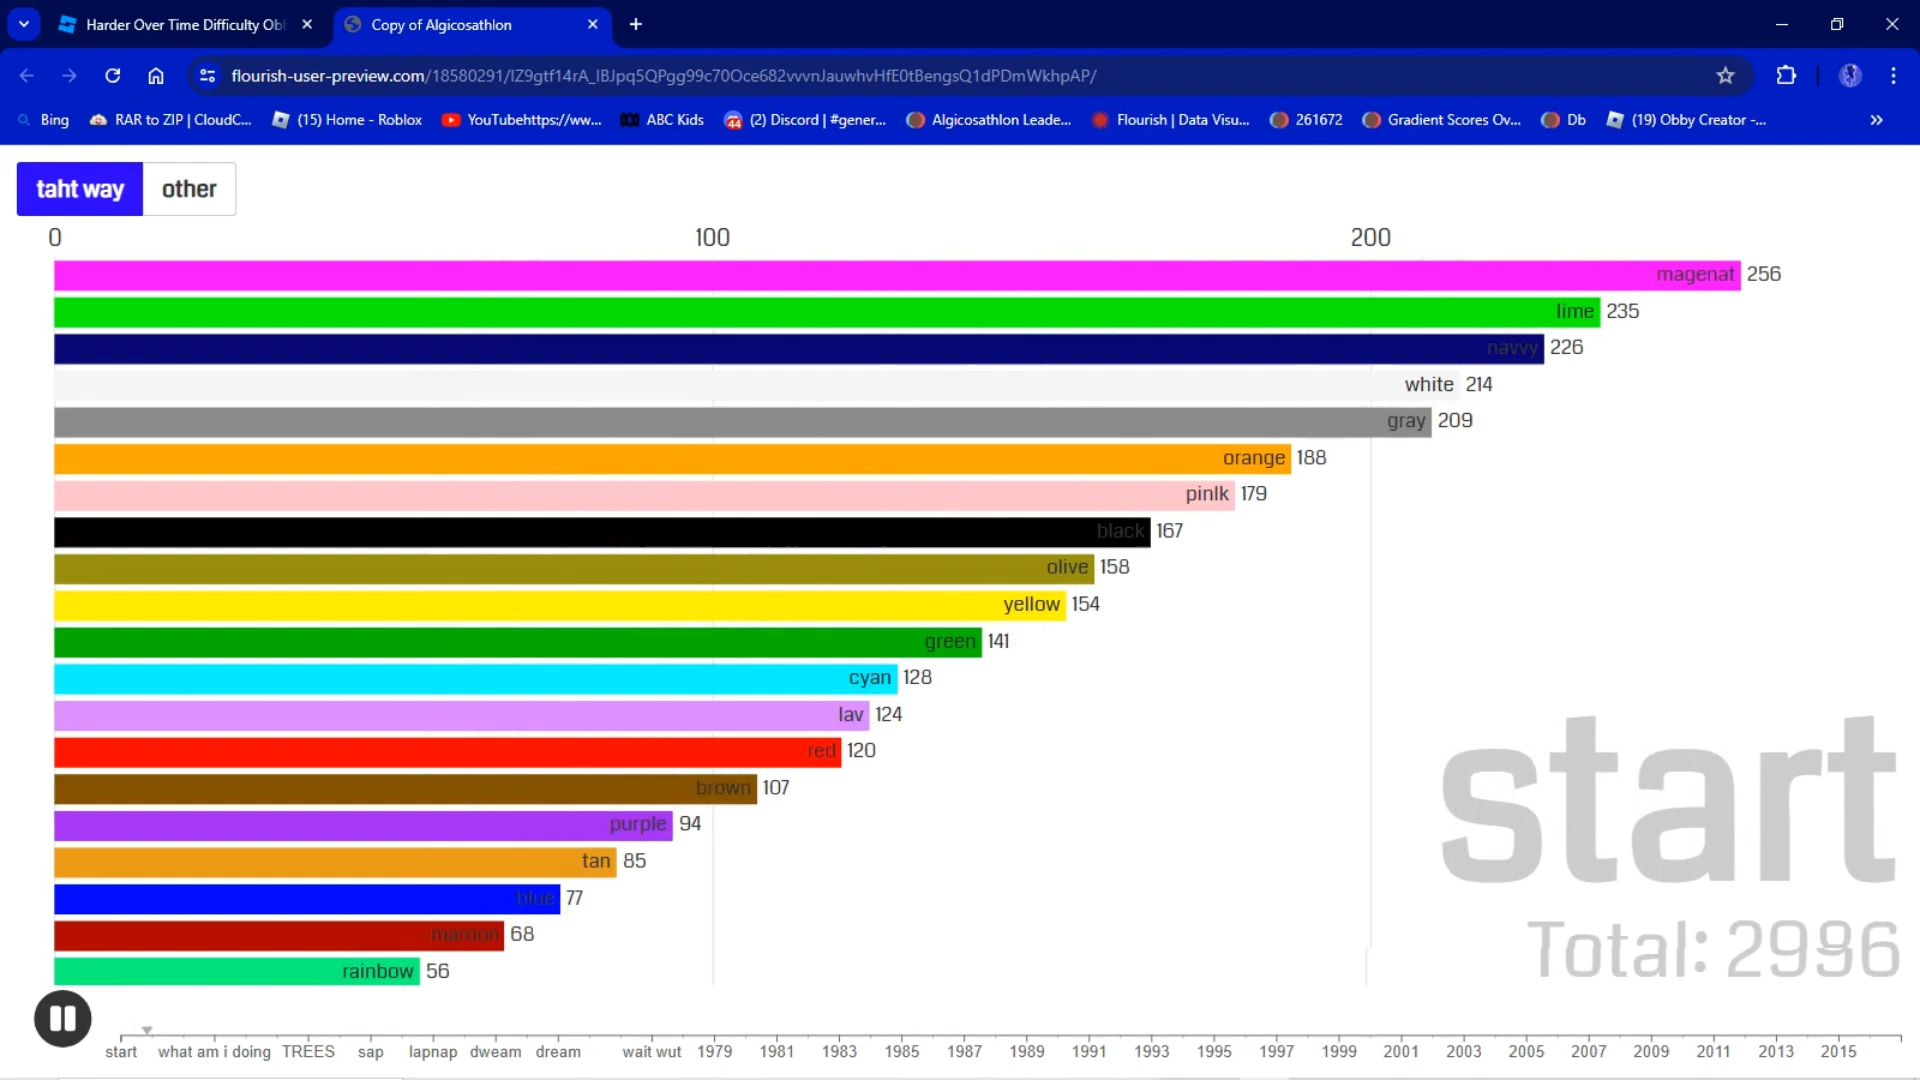 Harder Over Time Difficulty Ob
Copy of Algicosathlon
flourish-user-preview.com/18580291/IZ9gtf14rA_lBJpq5QPgg99c70Oce682vvvnJauwhvHfE0tBengsQ1dPDmWkhpAP/
Bing RAR to ZIP | CloudC... (15) Home - Roblox YouTubehttps://ww... ABC Kids 44 (2) Discord | #gener... Algicosathlon Leade... Flourish | Data Visu... 261672 Gradient Scores Ov... Db (19) Obby Creator -... »
taht way other
0 100 200
magenat 256
lime 235
navvy 226
white 214
gray 209
orange 188
pinlk 179
black 167
olive 158
yellow 154
green 141
cyan 128
lav 124
red 120
brown 107
purple 94
tan 85
blue 77
maroon 68
rainbow 56
start
Total: 2996
start what am i doing TREES sap lapnap dweam dream wait wut 1979 1981 1983 1985 1987 1989 1991 1993 1995 1997 1999 2001 2003 2005 2007 2009 2011 2013 2015